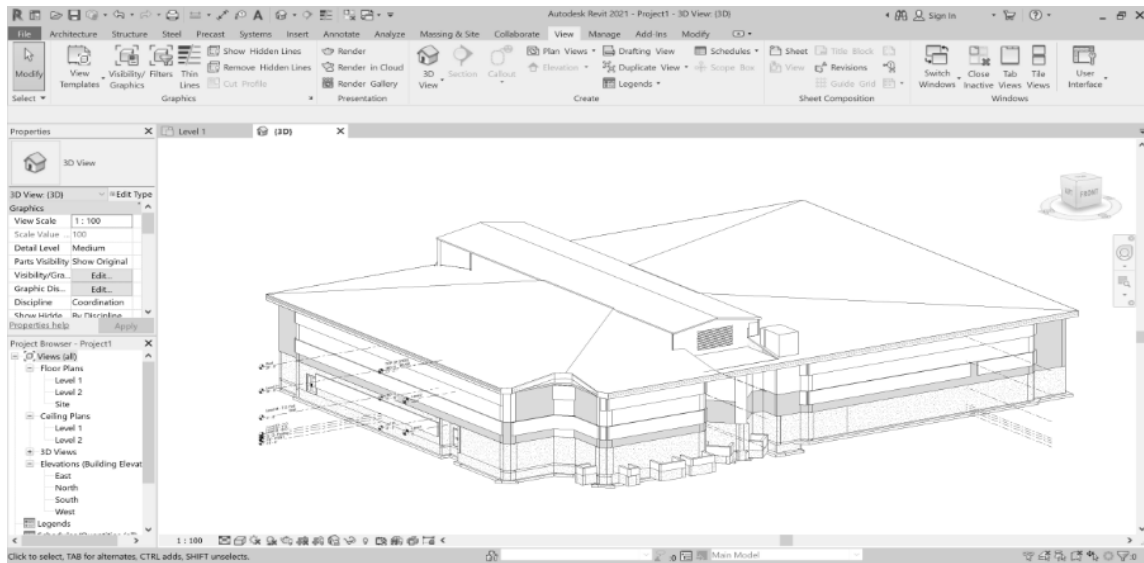 Autodesk Revit 2021 - Project1 - 3D View: {3D}
Sign In
File Architecture Structure Steel Precast Systems Insert Annotate Analyze Massing & Site Collaborate View Manage Add-Ins Modify
Modify
View Templates
Visibility/ Graphics
Filters
Thin Lines
Show Hidden Lines
Remove Hidden Lines
Cut Profile
Render
Render in Cloud
Render Gallery
3D View
Section
Callout
Plan Views
Elevation
Drafting View
Duplicate View
Legends
Schedules
Scope Box
Sheet
View
Title Block
Revisions
Guide Grid
Switch Windows
Close Inactive
Tab Views
Tile Views
User Interface
Select
Graphics
Presentation
Create
Sheet Composition
Windows
Properties
Level 1
{3D}
3D View
3D View: {3D}
Edit Type
Graphics
View Scale 1 : 100
Scale Value ... 100
Detail Level Medium
Parts Visibility Show Original
Visibility/Gra... Edit...
Graphic Dis... Edit...
Discipline Coordination
Show Hidde... By Discipline
Properties help Apply
Project Browser - Project1
Views (all)
Floor Plans
Level 1
Level 2
Site
Ceiling Plans
Level 1
Level 2
3D Views
Elevations (Building Elevat
East
North
South
West
Legends
FRONT
1 : 100
Click to select, TAB for alternates, CTRL adds, SHIFT unselects.
:0
Main Model
:0